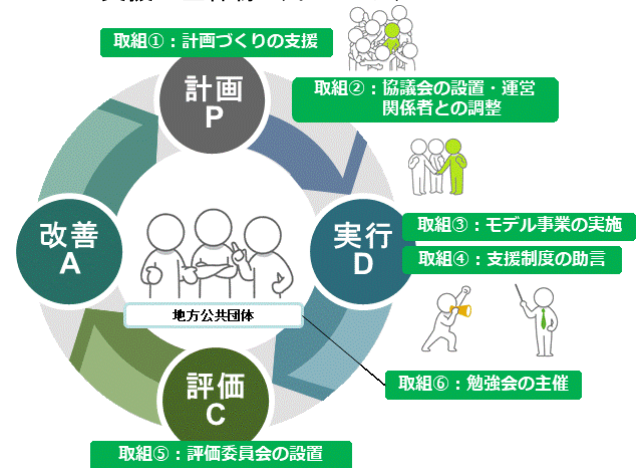 取組①：計画づくりの支援
計画
P
取組②：協議会の設置・運営
関係者との調整
改善
A
実行
D
取組③：モデル事業の実施
取組④：支援制度の助言
地方公共団体
評価
C
取組⑥：勉強会の主催
取組⑤：評価委員会の設置